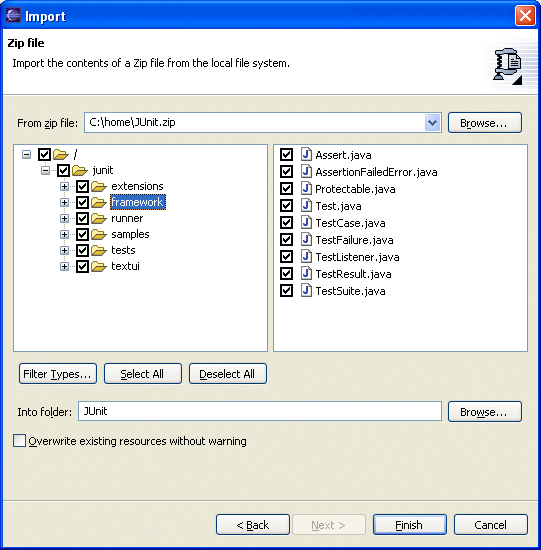 Import
Zip file
Import the contents of a Zip file from the local file system.
From zip file: C:\home\JUnit.zip Browse...
/
junit
extensions
framework
runner
samples
tests
textui
Assert.java
AssertionFailedError.java
Protectable.java
Test.java
TestCase.java
TestFailure.java
TestListener.java
TestResult.java
TestSuite.java
Filter Types... Select All Deselect All
Into folder: JUnit Browse...
Overwrite existing resources without warning
< Back Next > Finish Cancel